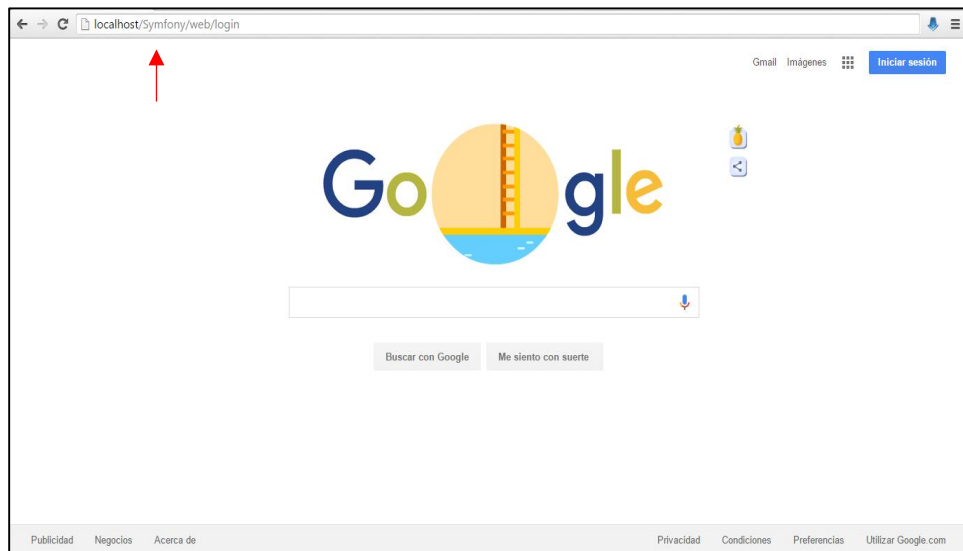 localhost/Symfony/web/login
Gmail Imágenes Iniciar sesión
Google
Buscar con Google Me siento con suerte
Publicidad Negocios Acerca de Privacidad Condiciones Preferencias Utilizar Google.com